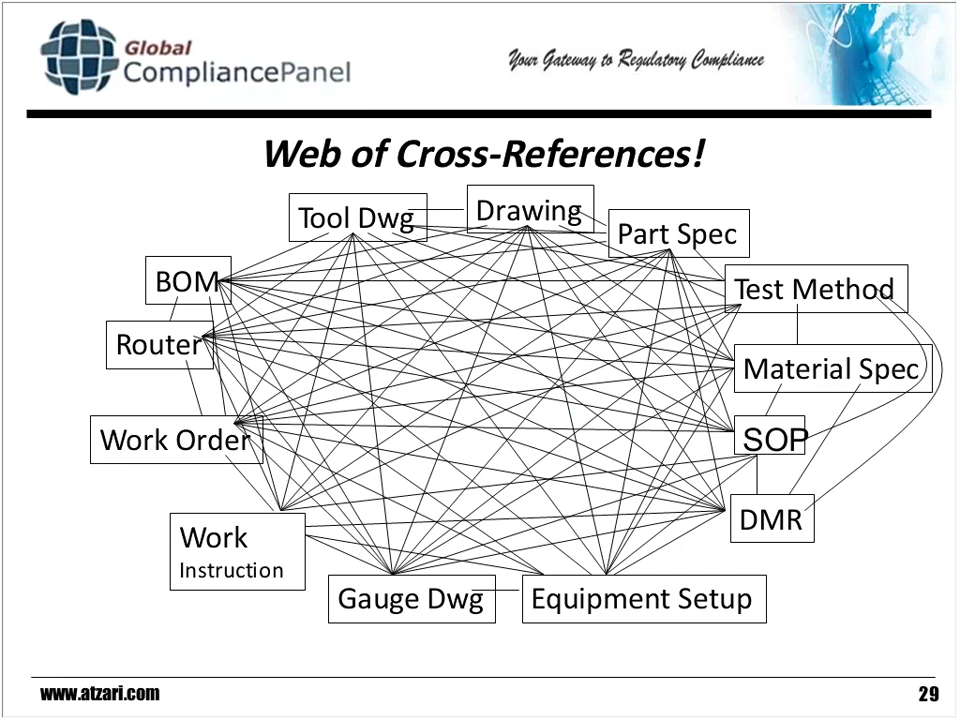 Global
CompliancePanel
Your Gateway to Regulatory Compliance
Web of Cross-References!
Tool Dwg
Drawing
Part Spec
BOM
Test Method
Router
Material Spec
Work Order
SOP
DMR
Work
Instruction
Gauge Dwg
Equipment Setup
www.atzari.com
29